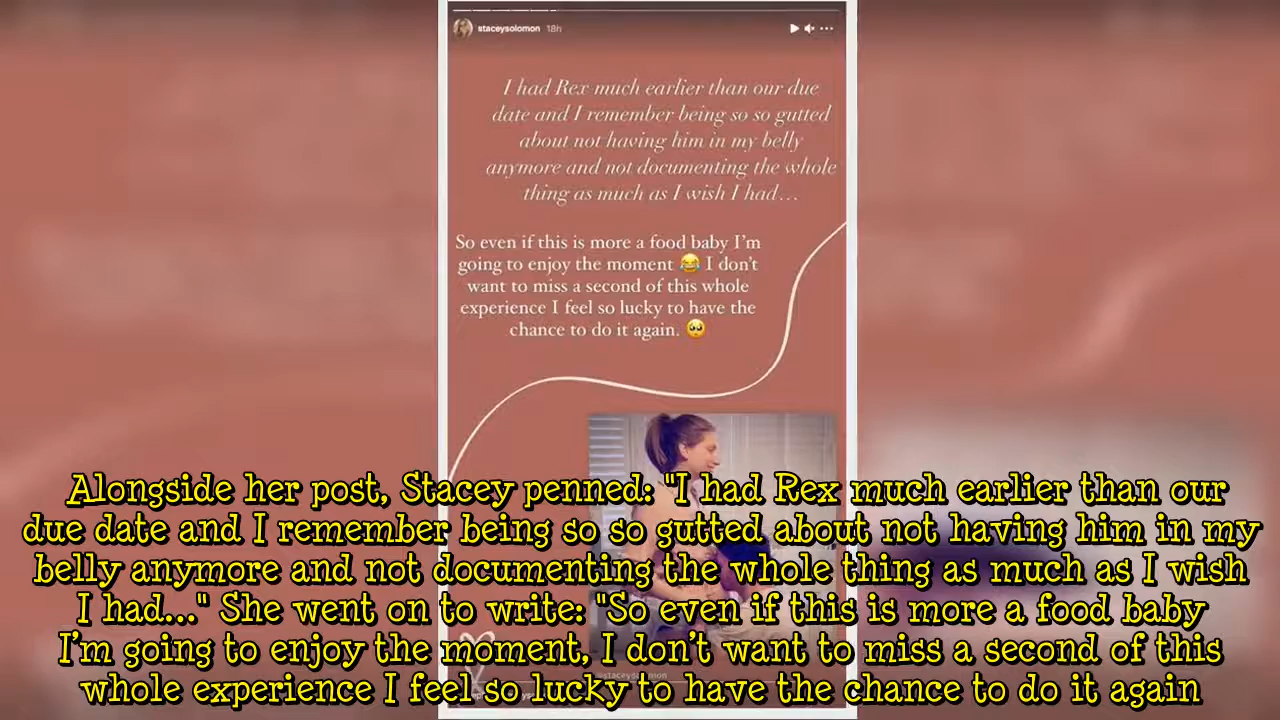 staceysolomon 18h
I had Rex much earlier than our due
date and I remember being so so gutted
about not having him in my belly
anymore and not documenting the whole
thing as much as I wish I had...
So even if this is more a food baby I'm
going to enjoy the moment 😂 I don't
want to miss a second of this whole
experience I feel so lucky to have the
chance to do it again. 🥺
Alongside her post, Stacey penned: "I had Rex much earlier than our
due date and I remember being so so gutted about not having him in my
belly anymore and not documenting the whole thing as much as I wish
I had..." She went on to write: "So even if this is more a food baby
I'm going to enjoy the moment, I don't want to miss a second of this
whole experience I feel so lucky to have the chance to do it again